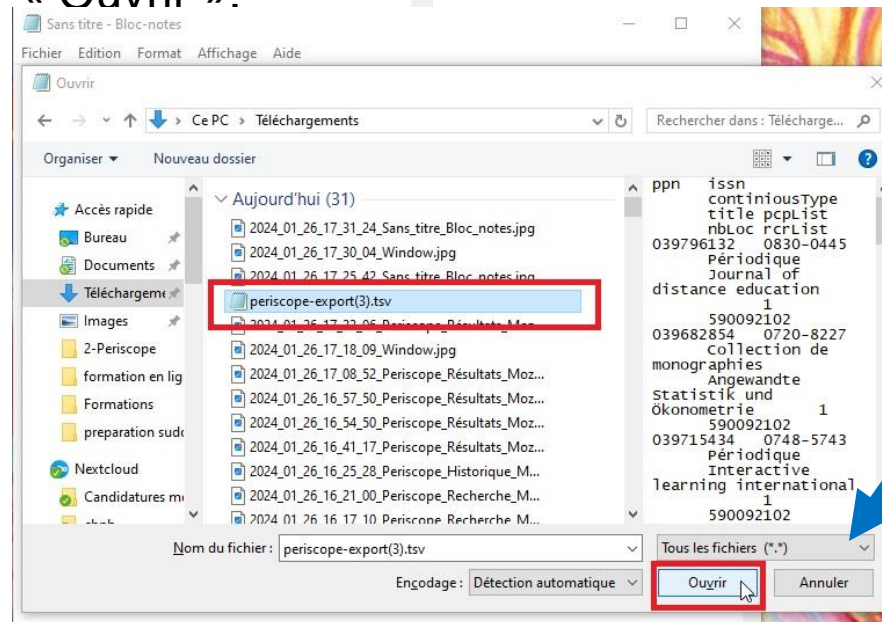 « Ouvrir ».
Sans titre - Bloc-notes
Fichier Edition Format Affichage Aide
Ouvrir
Ce PC > Téléchargements
Rechercher dans : Télécharge...
Organiser Nouveau dossier
Accès rapide
Bureau
Documents
Téléchargeme
Images
2-Periscope
formation en lig
Formations
preparation sudo
Nextcloud
Candidatures me
Aujourd'hui (31)
2024_01_26_17_31_24_Sans_titre_Bloc_notes.jpg
2024_01_26_17_30_04_Window.jpg
2024_01_26_17_25_42_Sans_titre_Bloc_notes.jpg
periscope-export(3).tsv
2024_01_26_17_23_06_Periscope_Résultats_Moz...
2024_01_26_17_18_09_Window.jpg
2024_01_26_17_08_52_Periscope_Résultats_Moz...
2024_01_26_16_57_50_Periscope_Résultats_Moz...
2024_01_26_16_54_50_Periscope_Résultats_Moz...
2024_01_26_16_41_17_Periscope_Résultats_Moz...
2024_01_26_16_25_28_Periscope_Historique_M...
2024_01_26_16_21_00_Periscope_Recherche_M...
2024_01_26_16_17_10_Periscope_Recherche_M...
ppn issn
continiousType
title pcpList
nbLoc rcrList
039796132 0830-0445
Périodique
Journal of
distance education
1
590092102
039682854 0720-8227
Collection de
monographies
Angewandte
Statistik und
Ökonometrie 1
590092102
039715434 0748-5743
Périodique
Interactive
learning international
1
590092102
Nom du fichier : periscope-export(3).tsv
Tous les fichiers (*.*)
Encodage : Détection automatique
Ouvrir
Annuler